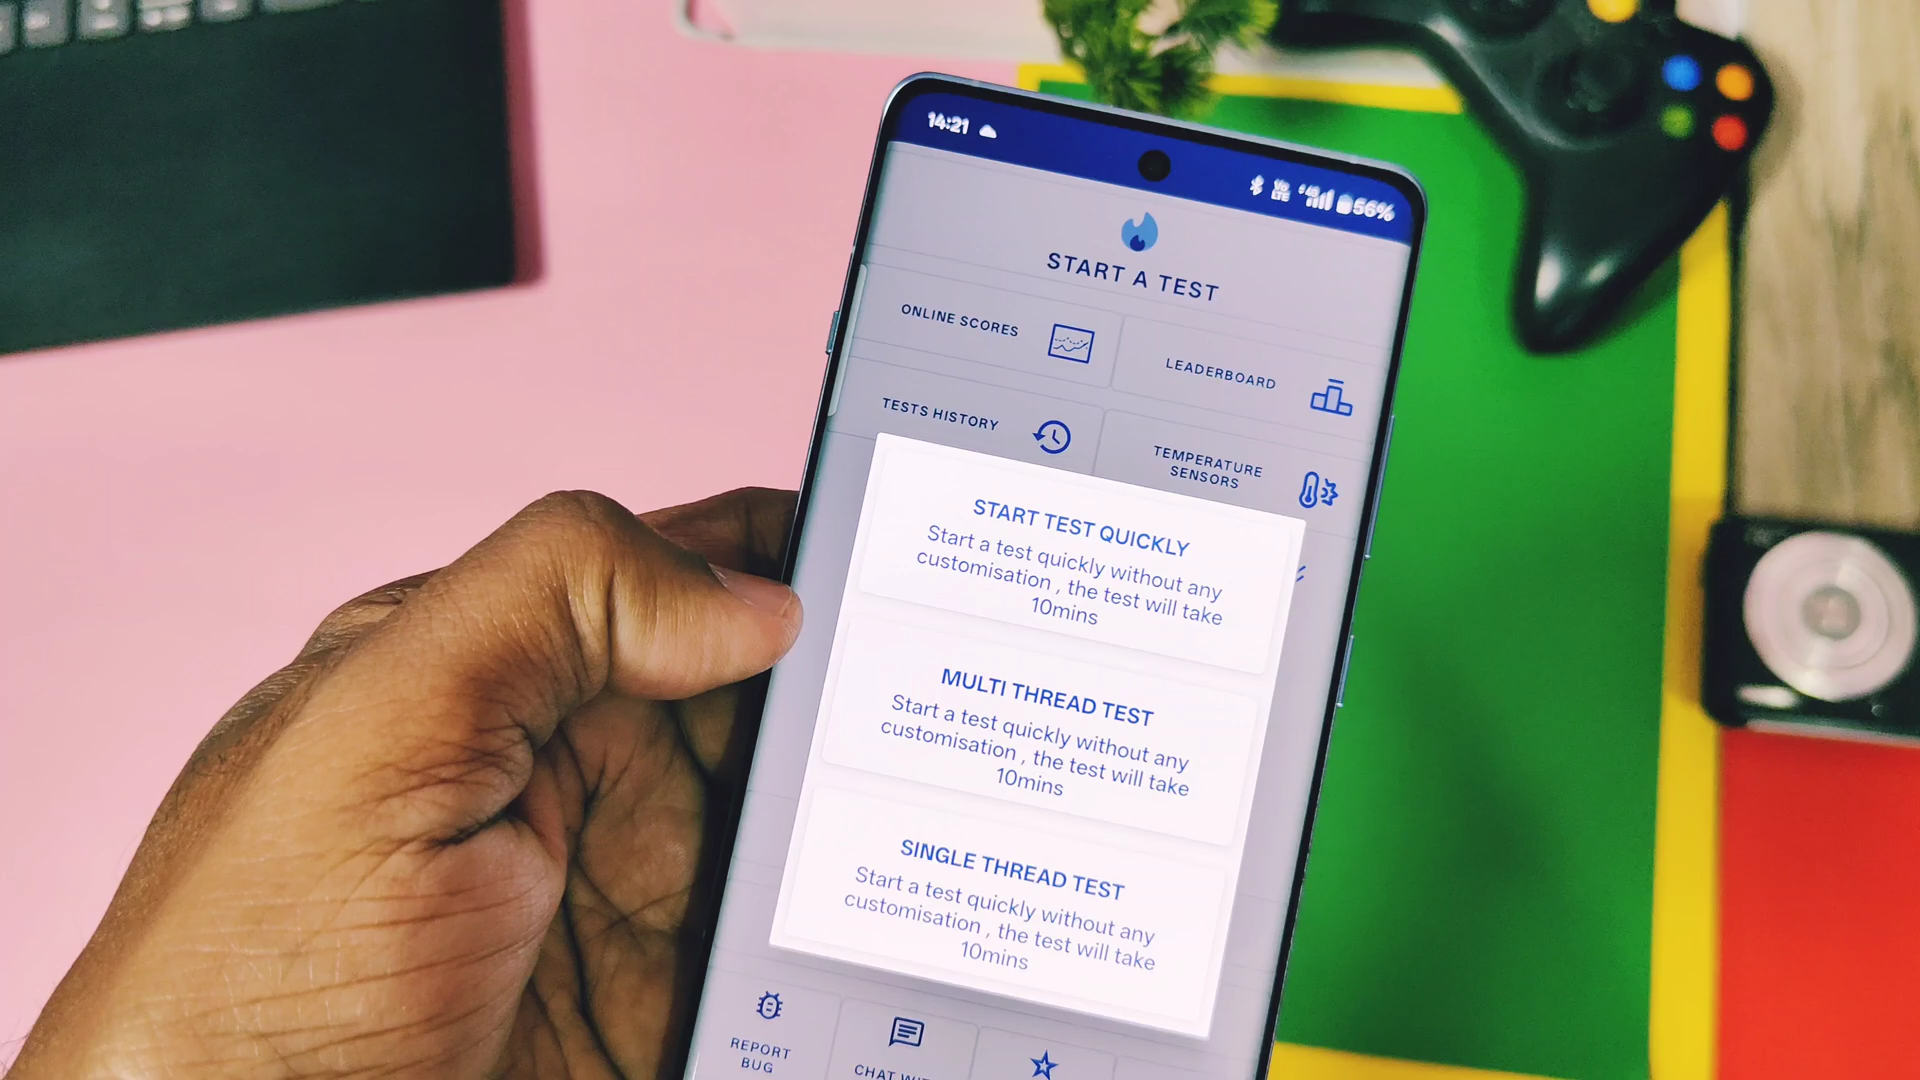 14:21
Vo
LTE
4G
56%
START A TEST
ONLINE SCORES
LEADERBOARD
TESTS HISTORY
TEMPERATURE
SENSORS
START TEST QUICKLY
Start a test quickly without any
customisation , the test will take
10mins
MULTI THREAD TEST
Start a test quickly without any
customisation , the test will take
10mins
SINGLE THREAD TEST
Start a test quickly without any
customisation , the test will take
10mins
REPORT
BUG
CHAT